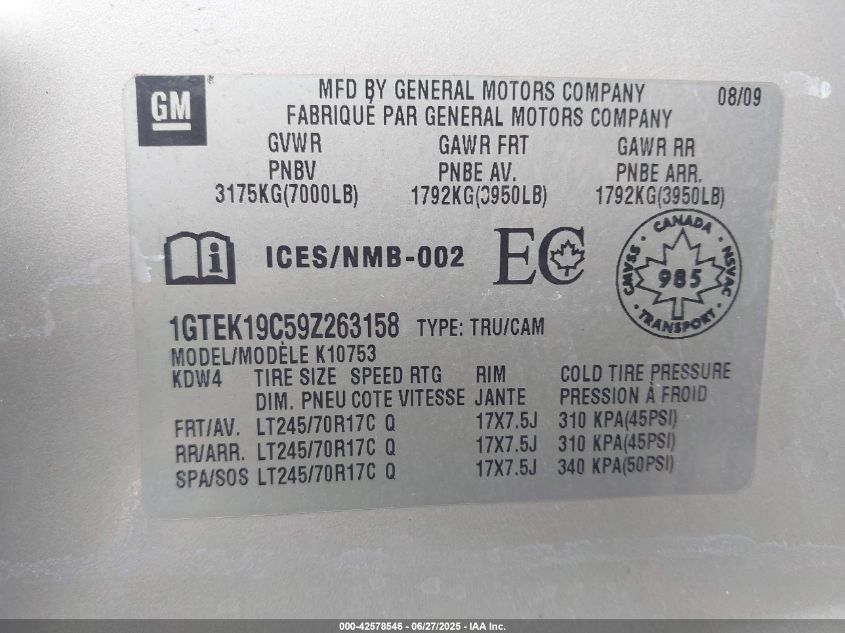 GM
MFD BY GENERAL MOTORS COMPANY 08/09
FABRIQUÉ PAR GENERAL MOTORS COMPANY
GVWR GAWR FRT GAWR RR
PNBV PNBE AV. PNBE ARR.
3175KG(7000LB) 1792KG(3950LB) 1792KG(3950LB)
ICES/NMB-002 EC
CANADA
CMVSS 985 NSVAC
TRANSPORT
1GTEK19C59Z263158 TYPE: TRU/CAM
MODEL/MODÈLE K10753
KDW4 TIRE SIZE SPEED RTG RIM COLD TIRE PRESSURE
DIM. PNEU COTE VITESSE JANTE PRESSION À FROID
FRT/AV. LT245/70R17C Q 17X7.5J 310 KPA(45PSI)
RR/ARR. LT245/70R17C Q 17X7.5J 310 KPA(45PSI)
SPA/SOS LT245/70R17C Q 17X7.5J 340 KPA(50PSI)
000-42578546 - 06/27/2025 - IAA Inc.